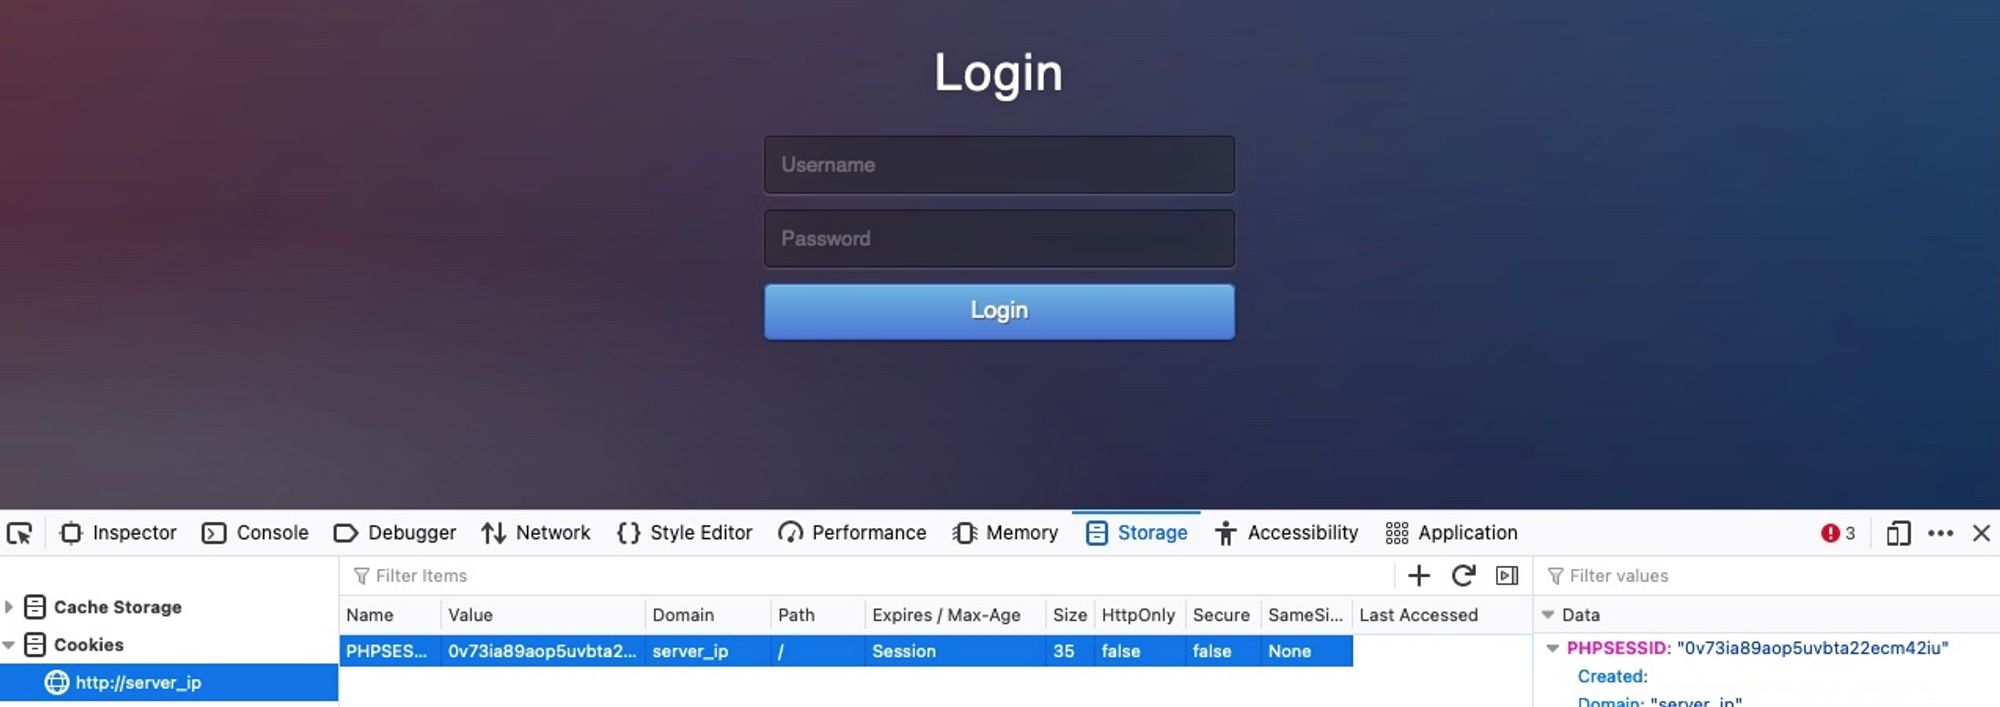 Login
Username
Password
Login
Inspector Console Debugger Network Style Editor Performance Memory Storage Accessibility Application 3
Filter Items Filter values
Cache Storage
Cookies
http://server_ip
Name Value Domain Path Expires / Max-Age Size HttpOnly Secure SameSi... Last Accessed
PHPSES... 0v73ia89aop5uvbta2... server_ip / Session 35 false false None
Data
PHPSESSID: "0v73ia89aop5uvbta22ecm42iu"
Created:
Domain: "server_ip"